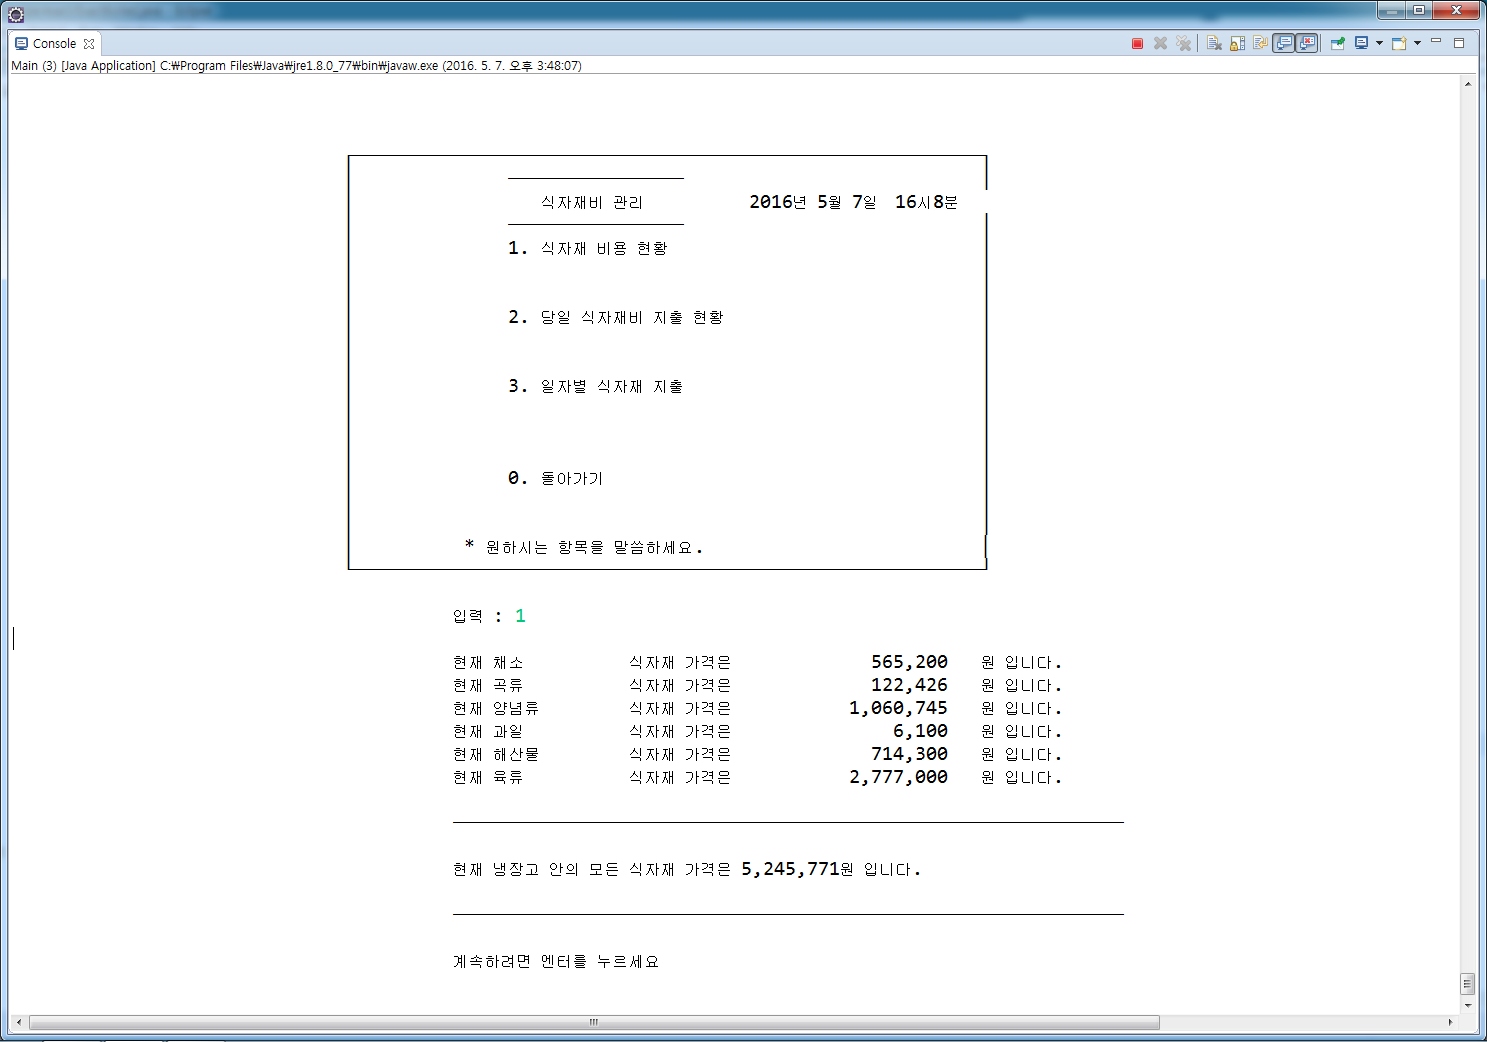 Console
Main (3) [Java Application] C:₩Program Files₩Java₩jre1.8.0_77₩bin₩javaw.exe (2016. 5. 7. 오후 3:48:07)
식자재비 관리 2016년 5월 7일 16시8분
1. 식자재 비용 현황
2. 당일 식자재비 지출 현황
3. 일자별 식자재 지출
0. 돌아가기
* 원하시는 항목을 말씀하세요.
입력 : 1
현재 채소 식자재 가격은 565,200 원 입니다.
현재 곡류 식자재 가격은 122,426 원 입니다.
현재 양념류 식자재 가격은 1,060,745 원 입니다.
현재 과일 식자재 가격은 6,100 원 입니다.
현재 해산물 식자재 가격은 714,300 원 입니다.
현재 육류 식자재 가격은 2,777,000 원 입니다.
현재 냉장고 안의 모든 식자재 가격은 5,245,771원 입니다.
계속하려면 엔터를 누르세요